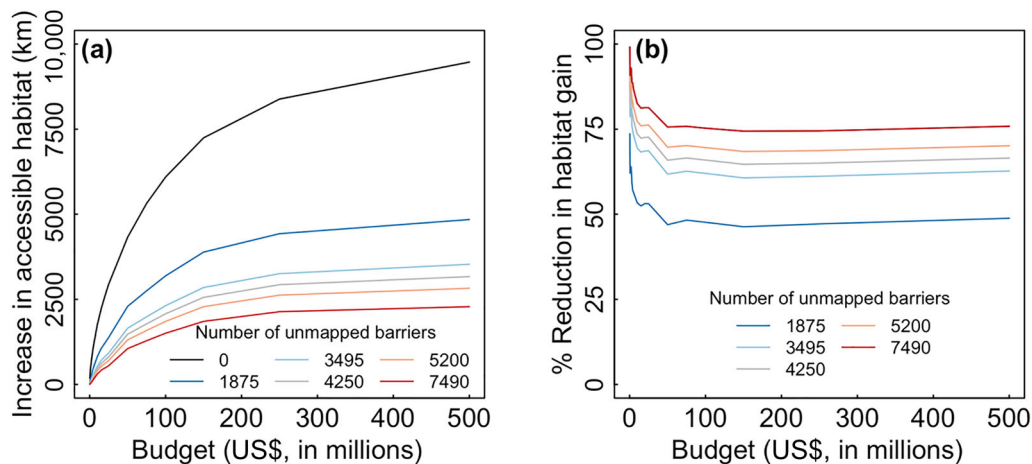 (a)
Increase in accessible habitat (km)
10,000
7500
5000
2500
0
Number of unmapped barriers
0
3495
5200
1875
4250
7490
0 100 200 300 400 500
Budget (US$, in millions)
(b)
% Reduction in habitat gain
100
75
50
25
0
Number of unmapped barriers
1875
5200
3495
7490
4250
0 100 200 300 400 500
Budget (US$, in millions)